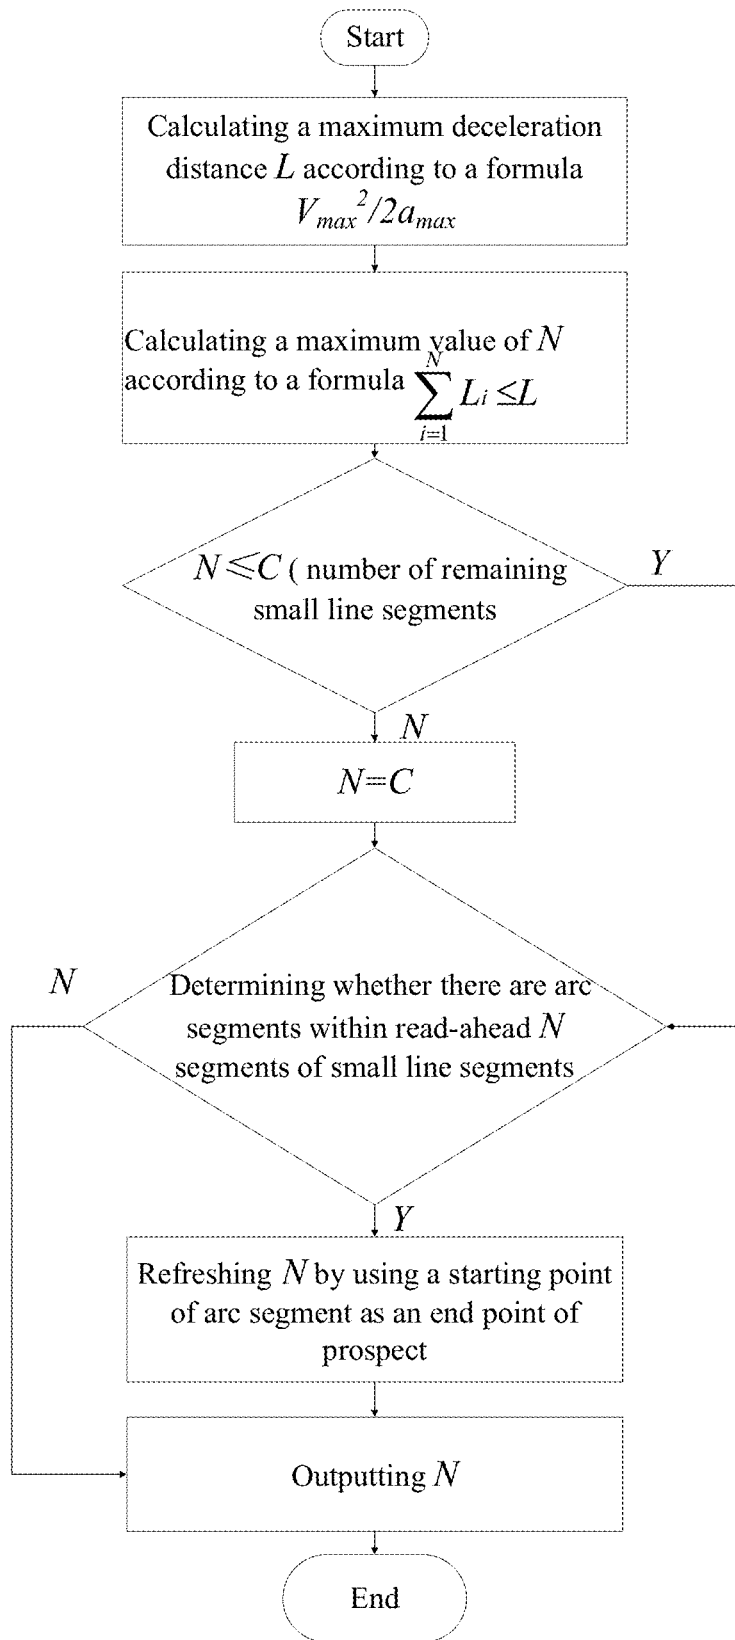 Start
Calculating a maximum deceleration
distance L according to a formula
Vmax²/2amax
Calculating a maximum value of N
according to a formula \sum_{i=1}^{N} Li ≤L
N⩽C ( number of remaining
small line segments
Y
N
N=C
N
Determining whether there are arc
segments within read-ahead N
segments of small line segments
Y
Refreshing N by using a starting point
of arc segment as an end point of
prospect
Outputting N
End